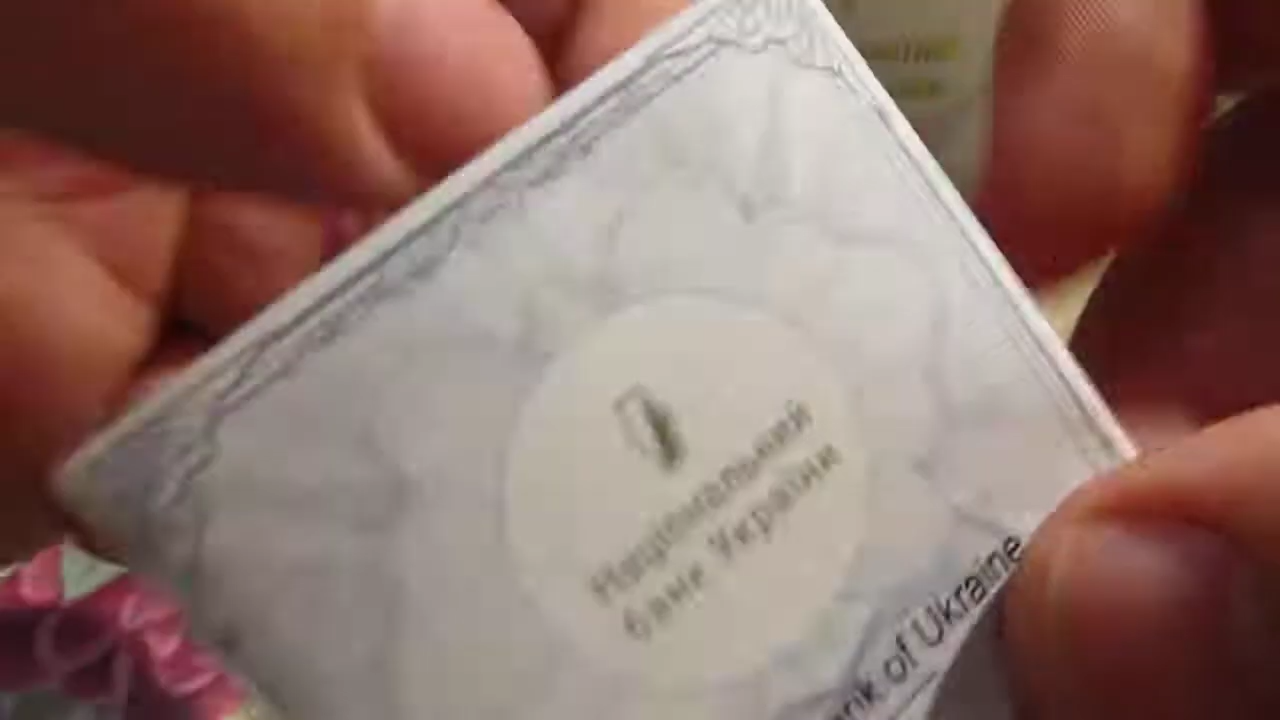 Національний
банк України
of Ukraine